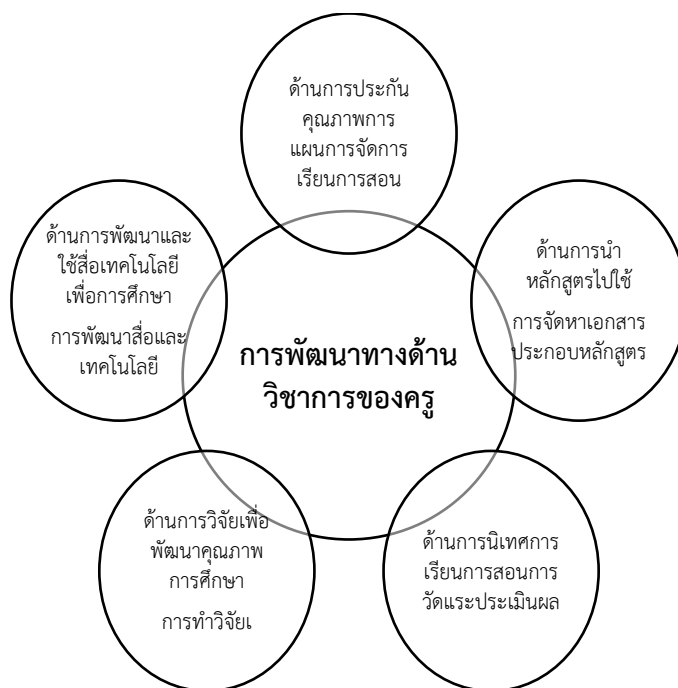 ด้านการประกัน
คุณภาพการ
แผนการจัดการ
เรียนการสอน
ด้านการพัฒนาและ
ใช้สื่อเทคโนโลยี
เพื่อการศึกษา
การพัฒนาสื่อและ
เทคโนโลยี
ด้านการนำ
หลักสูตรไปใช้
การจัดหาเอกสาร
ประกอบหลักสูตร
การพัฒนาทางด้าน
วิชาการของครู
ด้านการวิจัยเพื่อ
พัฒนาคุณภาพ
การศึกษา
การทำวิจัยเ
ด้านการนิเทศการ
เรียนการสอนการ
วัดแระประเมินผล